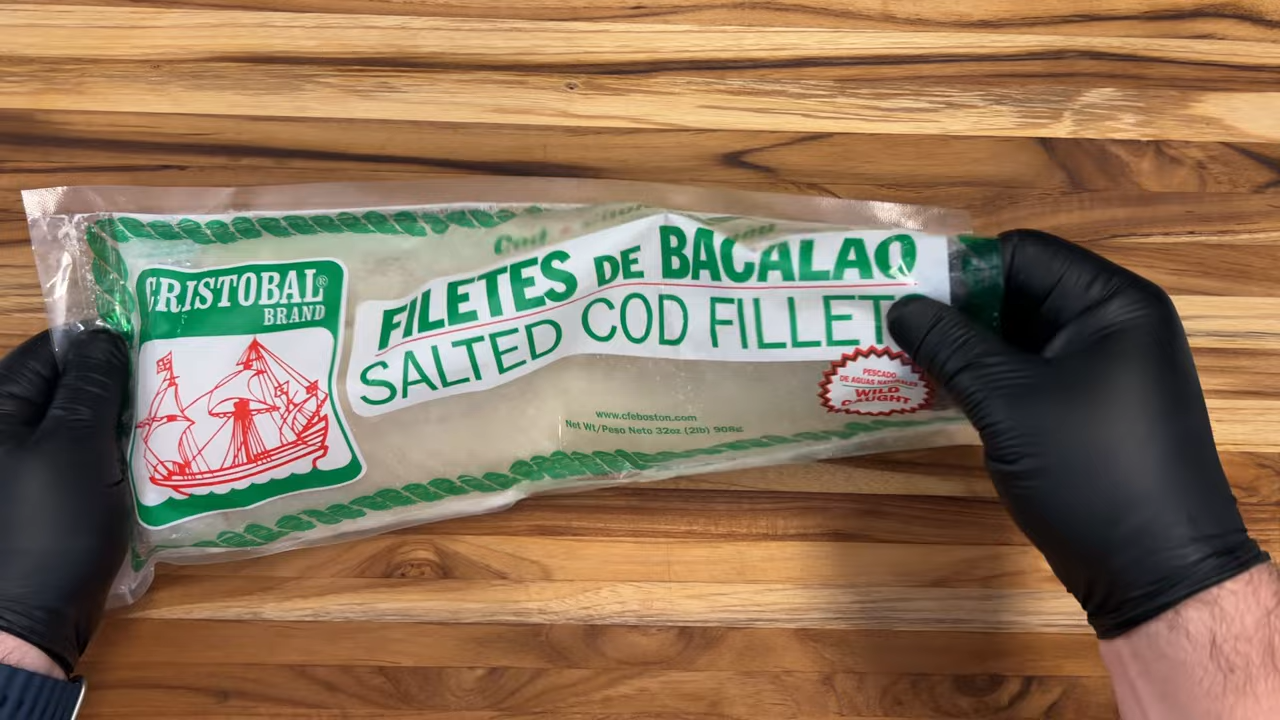 CRISTOBAL®
BRAND
FILETES DE BACALAO
SALTED COD FILLET
PESCADO
DE AGUAS NATURALES
WILD
CAUGHT
www.cfeboston.com
Net Wt/Peso Neto 32oz (2lb) 908g